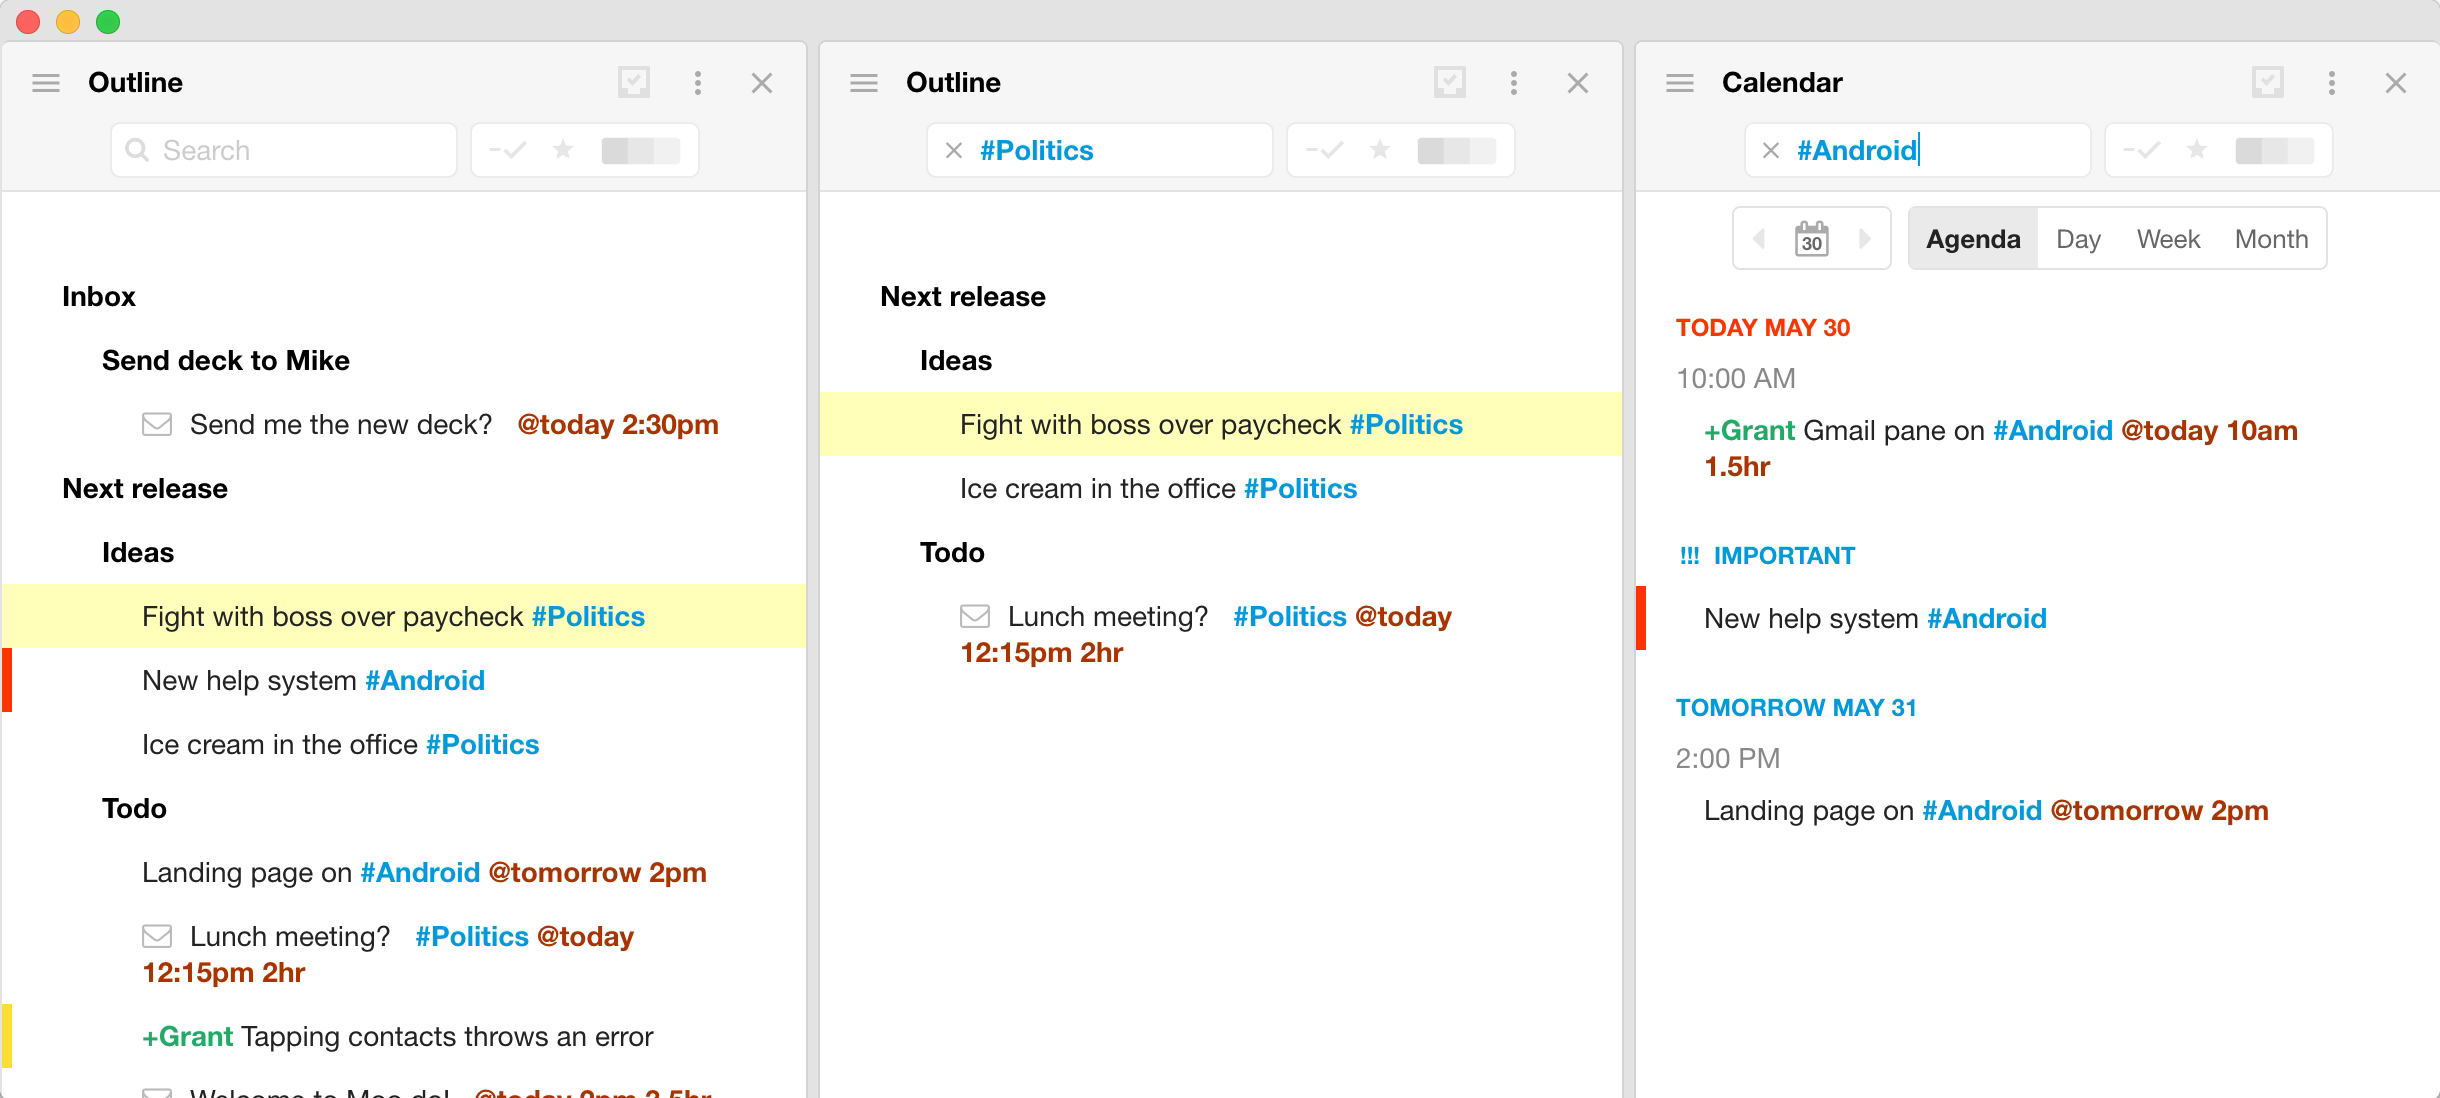 Outline
Search
Inbox
Send deck to Mike
Send me the new deck? @today 2:30pm
Next release
Ideas
Fight with boss over paycheck #Politics
New help system #Android
Ice cream in the office #Politics
Todo
Landing page on #Android @tomorrow 2pm
Lunch meeting? #Politics @today
12:15pm 2hr
+Grant Tapping contacts throws an error
Welcome to @today
Outline
#Politics
Next release
Ideas
Fight with boss over paycheck #Politics
Ice cream in the office #Politics
Todo
Lunch meeting? #Politics @today
12:15pm 2hr
Calendar
#Android
30
Agenda Day Week Month
TODAY MAY 30
10:00 AM
+Grant Gmail pane on #Android @today 10am
1.5hr
!!! IMPORTANT
New help system #Android
TOMORROW MAY 31
2:00 PM
Landing page on #Android @tomorrow 2pm